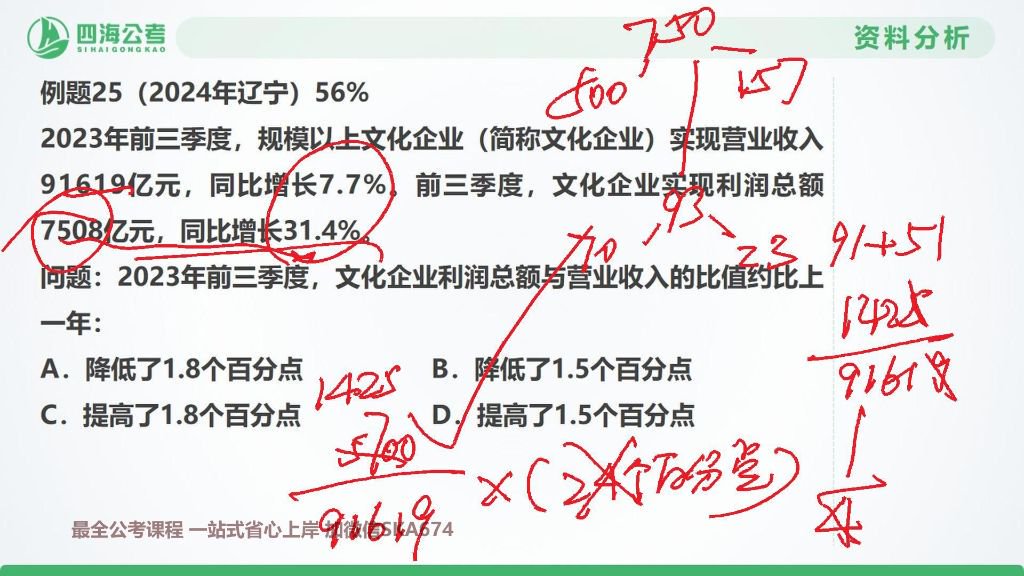 四海公考
SIHAIGONGKAO
资料分析
750
500
157
例题25（2024年辽宁）56%
2023年前三季度，规模以上文化企业（简称文化企业）实现营业收入
91619亿元，同比增长7.7%。前三季度，文化企业实现利润总额
7508亿元，同比增长31.4%。
93
70
23
91+51
问题：2023年前三季度，文化企业利润总额与营业收入的比值约比上
一年：
1425
91619
A．降低了1.8个百分点 B．降低了1.5个百分点
C．提高了1.8个百分点 D．提高了1.5个百分点
1425
5700
91619
×(24个百分点)
最全公考课程 一站式省心上岸 加微信SLA674